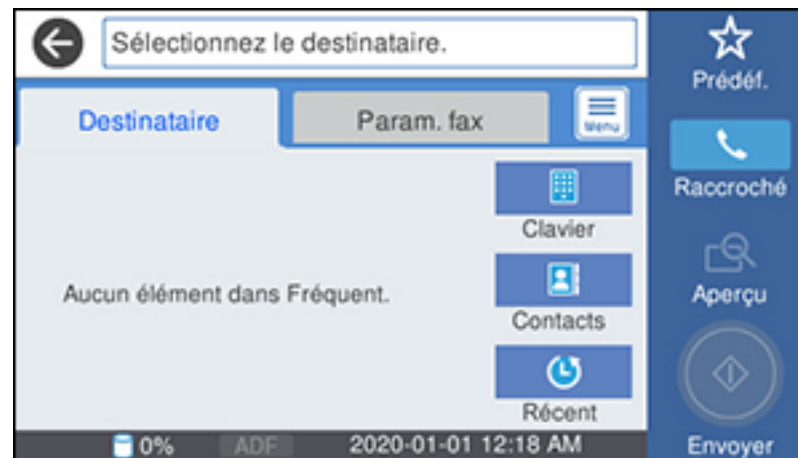 Sélectionnez le destinataire.
Prédéf.
Destinataire
Param. fax
Menu
Raccroché
Clavier
Aucun élément dans Fréquent.
Aperçu
Contacts
Récent
0%
ADF
2020-01-01 12:18 AM
Envoyer